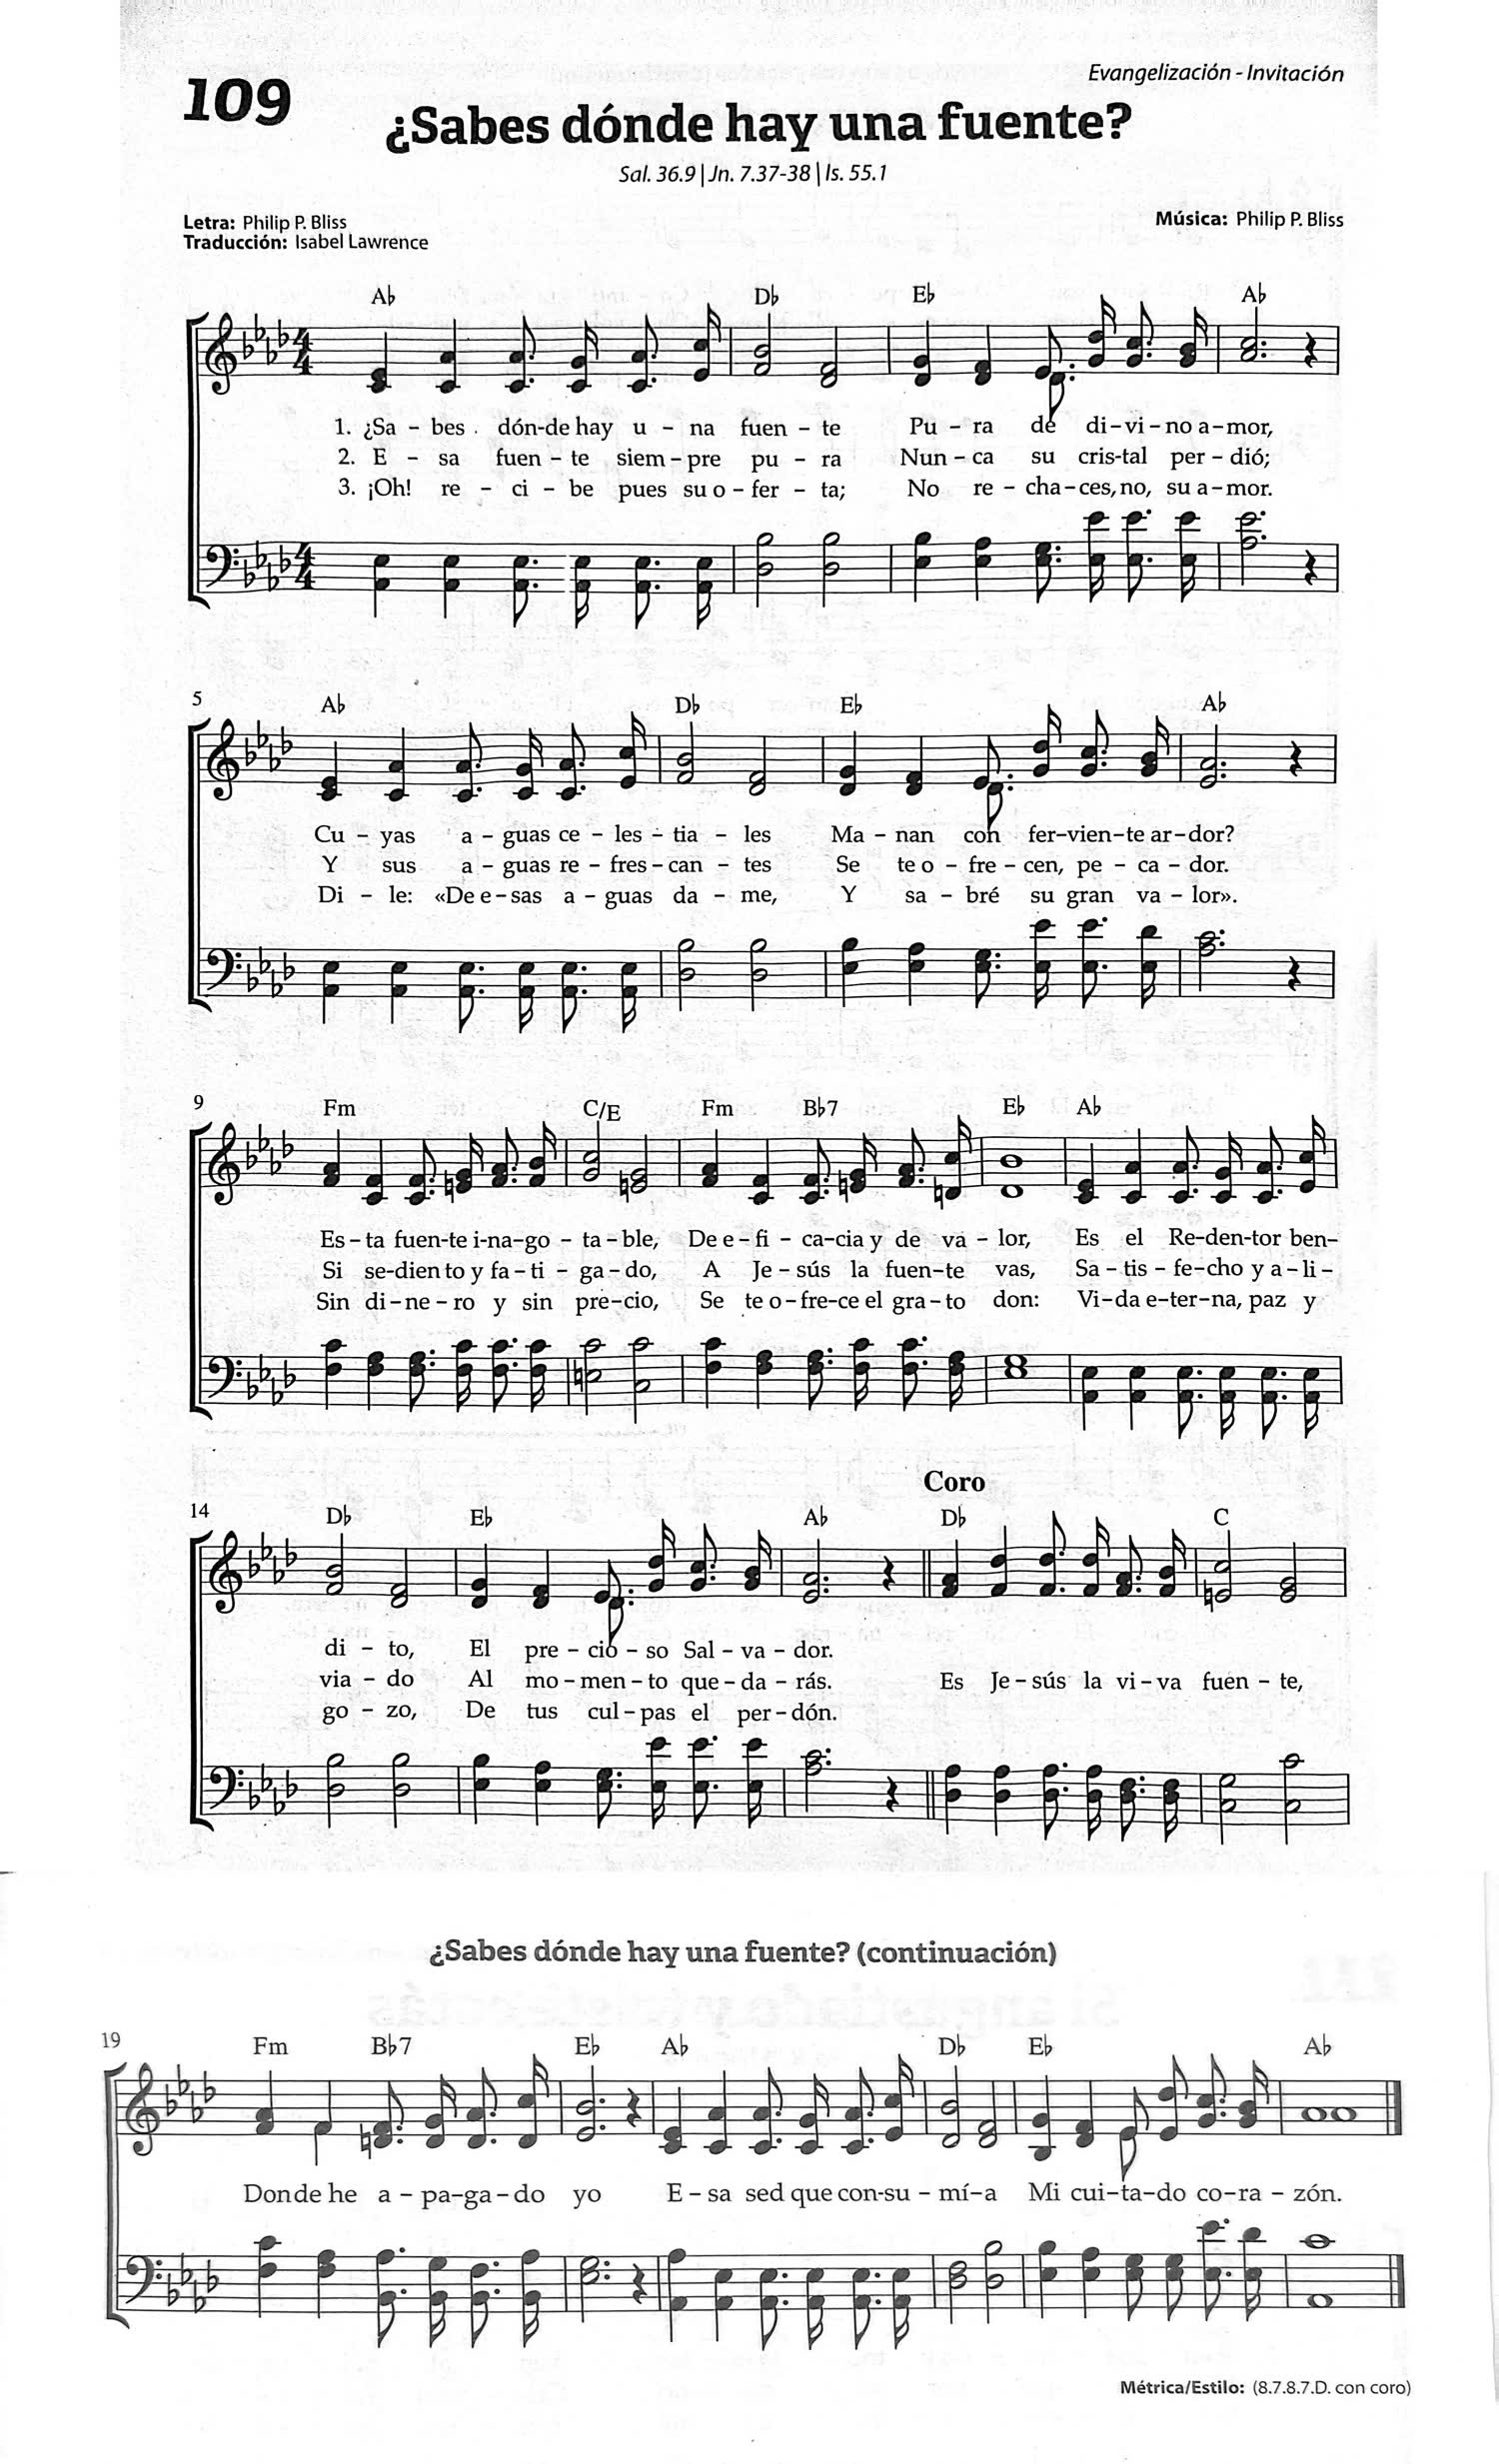 109
Evangelización - Invitación
¿Sabes dónde hay una fuente?
Sal. 36.9 | Jn. 7.37-38 | Is. 55.1
Letra: Philip P. Bliss
Música: Philip P. Bliss
Traducción: Isabel Lawrence
A♭ D♭ E♭ A♭
1. ¿Sa – bes dón-de hay u – na fuen – te Pu – ra de di – vi – no a – mor,
2. E – sa fuen – te siem – pre pu – ra Nun – ca su cris-tal per – dió;
3. ¡Oh! re – ci – be pues su o – fer – ta; No re – cha – ces, no, su a – mor.
5
A♭ D♭ E♭ A♭
Cu – yas a – guas ce – les – tia – les Ma – nan con fer–vien–te ar–dor?
Y sus a – guas re – fres – can – tes Se te o – fre – cen, pe – ca – dor.
Di – le: «De e – sas a – guas da – me, Y sa – bré su gran va – lor».
9
Fm C/E Fm B♭7 E♭ A♭
Es – ta fuen-te i-na–go – ta – ble, De e – fi – ca–cia y de va – lor, Es el Re-den-tor ben–
Si se-dien to y fa – ti – ga – do, A Je – sús la fuen–te vas, Sa – tis – fe–cho y a – li –
Sin di – ne – ro y sin pre–cio, Se te o – fre–ce el gra – to don: Vi–da e–ter–na, paz y
14
Coro
D♭ E♭ A♭ D♭ C
di – to, El pre – cio – so Sal – va – dor.
via – do Al mo – men – to que – da – rás. Es Je – sús la vi – va fuen – te,
go – zo, De tus cul – pas el per – dón.
¿Sabes dónde hay una fuente? (continuación)
19
Fm B♭7 E♭ A♭ D♭ E♭ A♭
Don de he a – pa–ga – do yo E – sa sed que con-su – mí–a Mi cui–ta–do co–ra – zón.
Métrica/Estilo: (8.7.8.7.D. con coro)